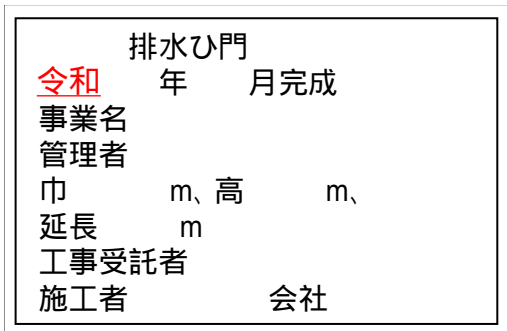 排水ひ門
令和　　年　　月完成
事業名
管理者
巾　　　　m、高　　　m、
延長　　m
工事受託者
施工者　　　　　会社